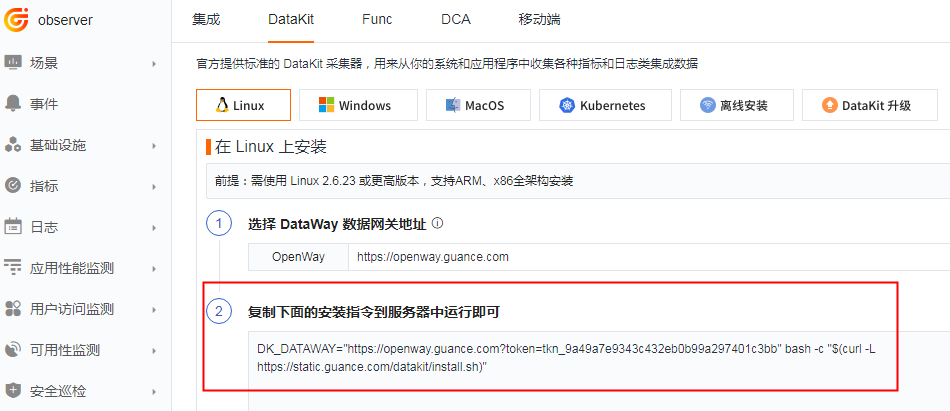 observer
集成
DataKit
Func
DCA
移动端
场景
事件
基础设施
指标
日志
应用性能监测
用户访问监测
可用性监测
安全巡检
官方提供标准的 DataKit 采集器，用来从你的系统和应用程序中收集各种指标和日志类集成数据
Linux
Windows
MacOS
Kubernetes
离线安装
DataKit 升级
在 Linux 上安装
前提：需使用 Linux 2.6.23 或更高版本，支持ARM、x86全架构安装
1
选择 DataWay 数据网关地址
OpenWay
https://openway.guance.com
2
复制下面的安装指令到服务器中运行即可
DK_DATAWAY="https://openway.guance.com?token=tkn_9a49a7e9343c432eb0b99a297401c3bb" bash -c "$(curl -L
https://static.guance.com/datakit/install.sh)"